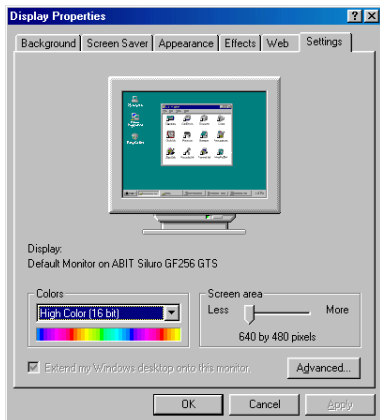 Display Properties
Background Screen Saver Appearance Effects Web Settings
Display:
Default Monitor on ABIT Siluro GF256 GTS
Colors
High Color (16 bit)
Screen area
Less More
640 by 480 pixels
Extend my Windows desktop onto this monitor.
Advanced...
OK Cancel Apply